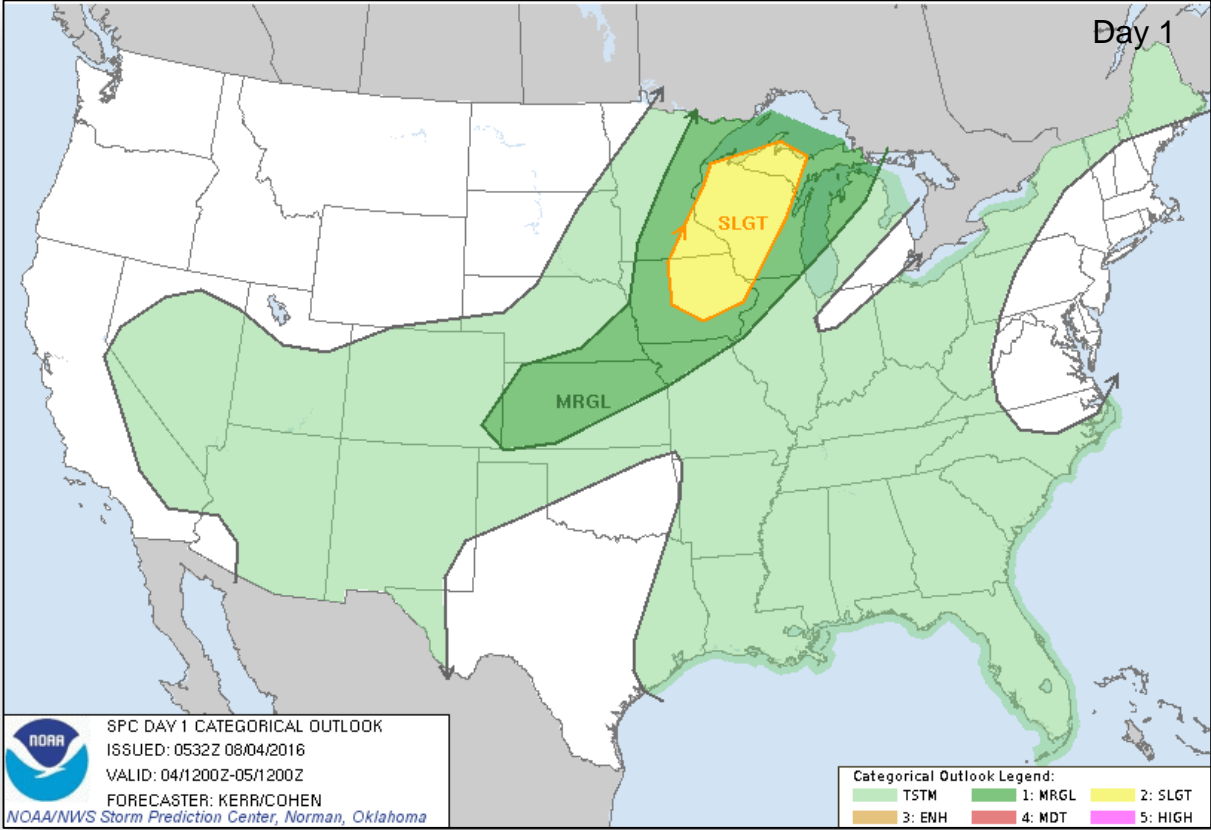 Day 1
SLGT
MRGL
NOAA
SPC DAY 1 CATEGORICAL OUTLOOK
ISSUED: 0532Z 08/04/2016
VALID: 04/1200Z-05/1200Z
FORECASTER: KERR/COHEN
NOAA/NWS Storm Prediction Center, Norman, Oklahoma
Categorical Outlook Legend:
TSTM 1: MRGL 2: SLGT
3: ENH 4: MDT 5: HIGH